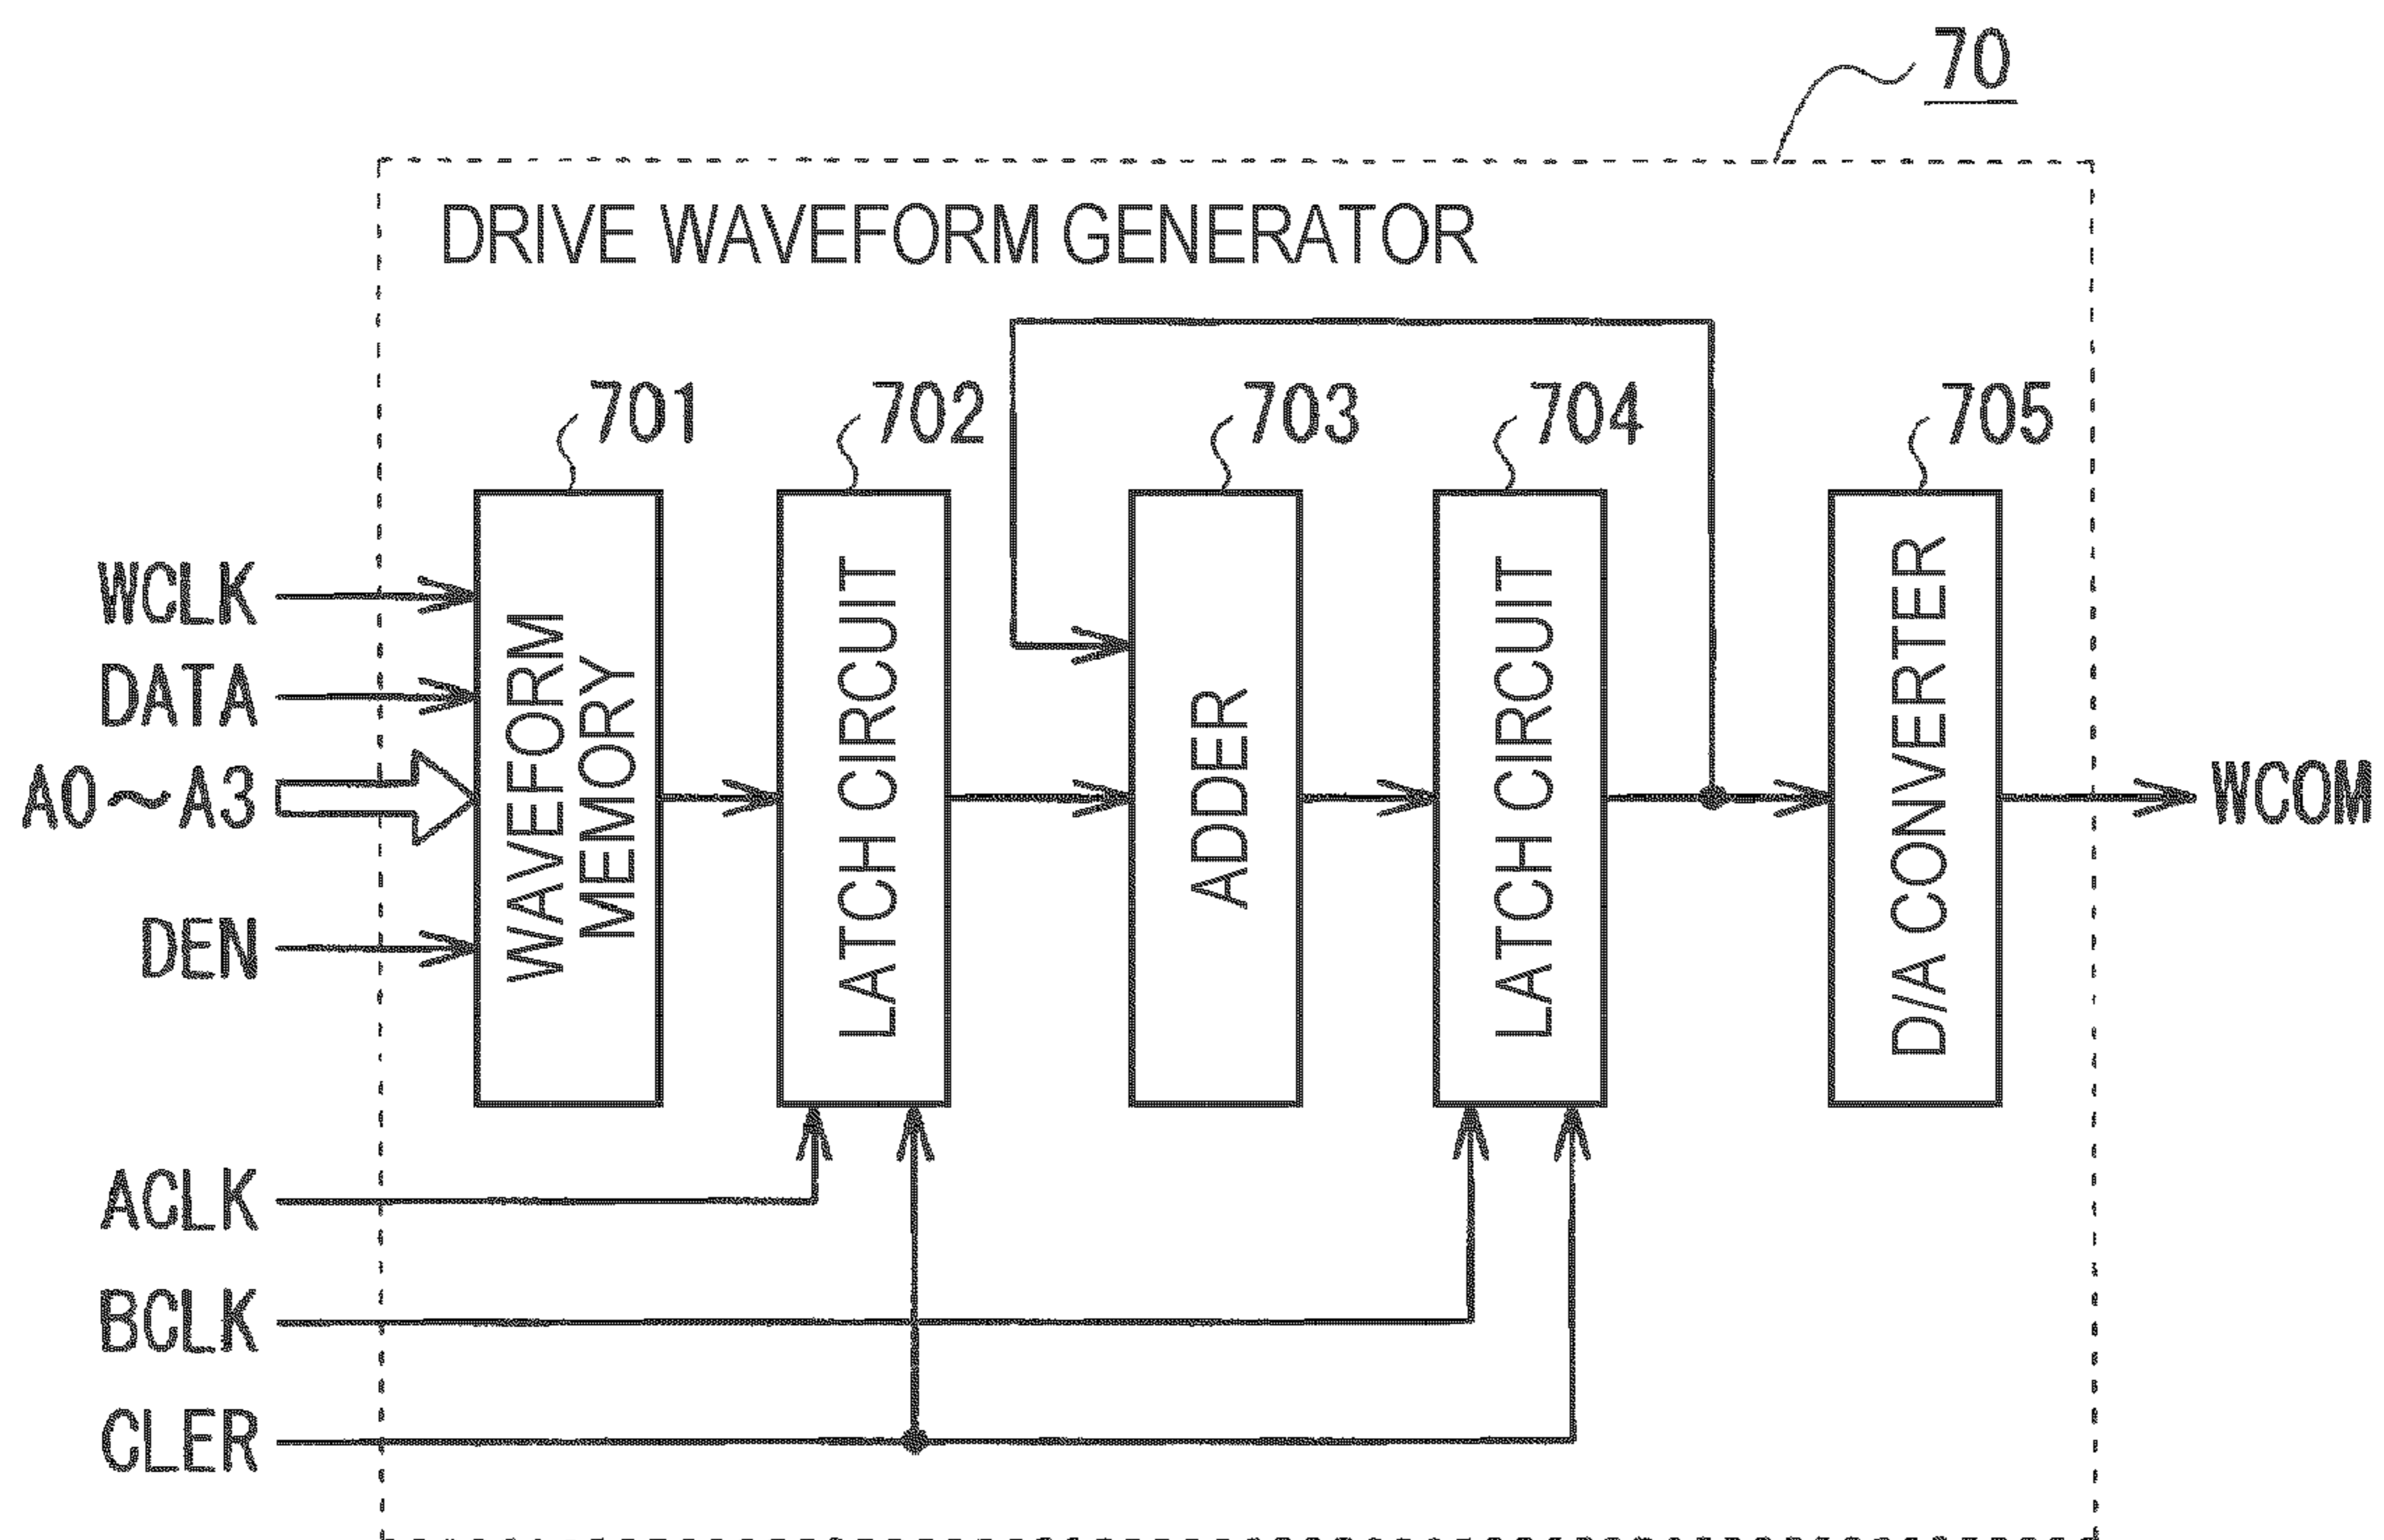 70
DRIVE WAVEFORM GENERATOR
701
702
703
704
705
WCLK
DATA
A0～A3
DEN
ACLK
BCLK
CLER
WAVEFORM
MEMORY
LATCH CIRCUIT
ADDER
LATCH CIRCUIT
D/A CONVERTER
WCOM